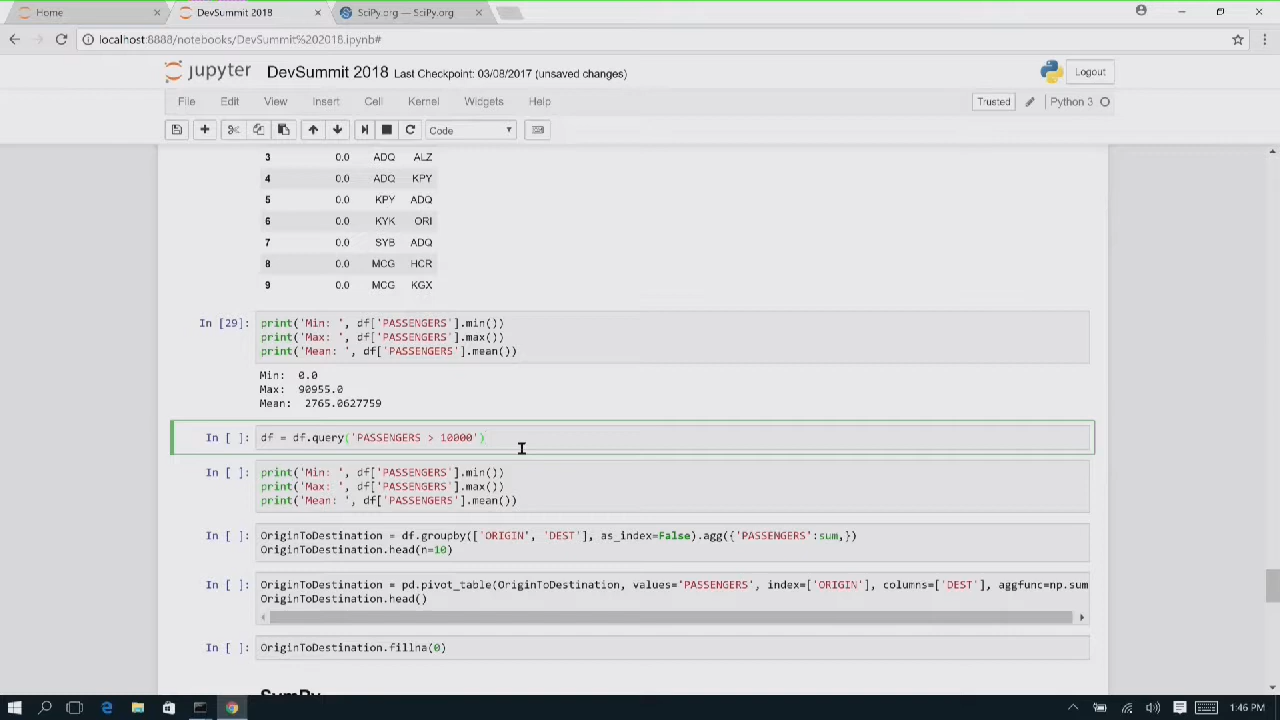 Home
DevSummit 2018
SciPy.org — SciPy.org
localhost:8888/notebooks/DevSummit%202018.ipynb#
jupyter DevSummit 2018 Last Checkpoint: 03/08/2017 (unsaved changes)
Logout
File Edit View Insert Cell Kernel Widgets Help
Trusted
Python 3
Code
3 0.0 ADQ ALZ
4 0.0 ADQ KPY
5 0.0 KPY ADQ
6 0.0 KYK ORI
7 0.0 SYB ADQ
8 0.0 MCG HCR
9 0.0 MCG KGX
In [29]: print('Min: ', df['PASSENGERS'].min())
print('Max: ', df['PASSENGERS'].max())
print('Mean: ', df['PASSENGERS'].mean())
Min:  0.0
Max:  90955.0
Mean:  2765.0627759
In [ ]: df = df.query('PASSENGERS > 10000')
In [ ]: print('Min: ', df['PASSENGERS'].min())
print('Max: ', df['PASSENGERS'].max())
print('Mean: ', df['PASSENGERS'].mean())
In [ ]: OriginToDestination = df.groupby(['ORIGIN', 'DEST'], as_index=False).agg({'PASSENGERS':sum,})
OriginToDestination.head(n=10)
In [ ]: OriginToDestination = pd.pivot_table(OriginToDestination, values='PASSENGERS', index=['ORIGIN'], columns=['DEST'], aggfunc=np.sum
OriginToDestination.head()
In [ ]: OriginToDestination.fillna(0)
SymPy
1:46 PM